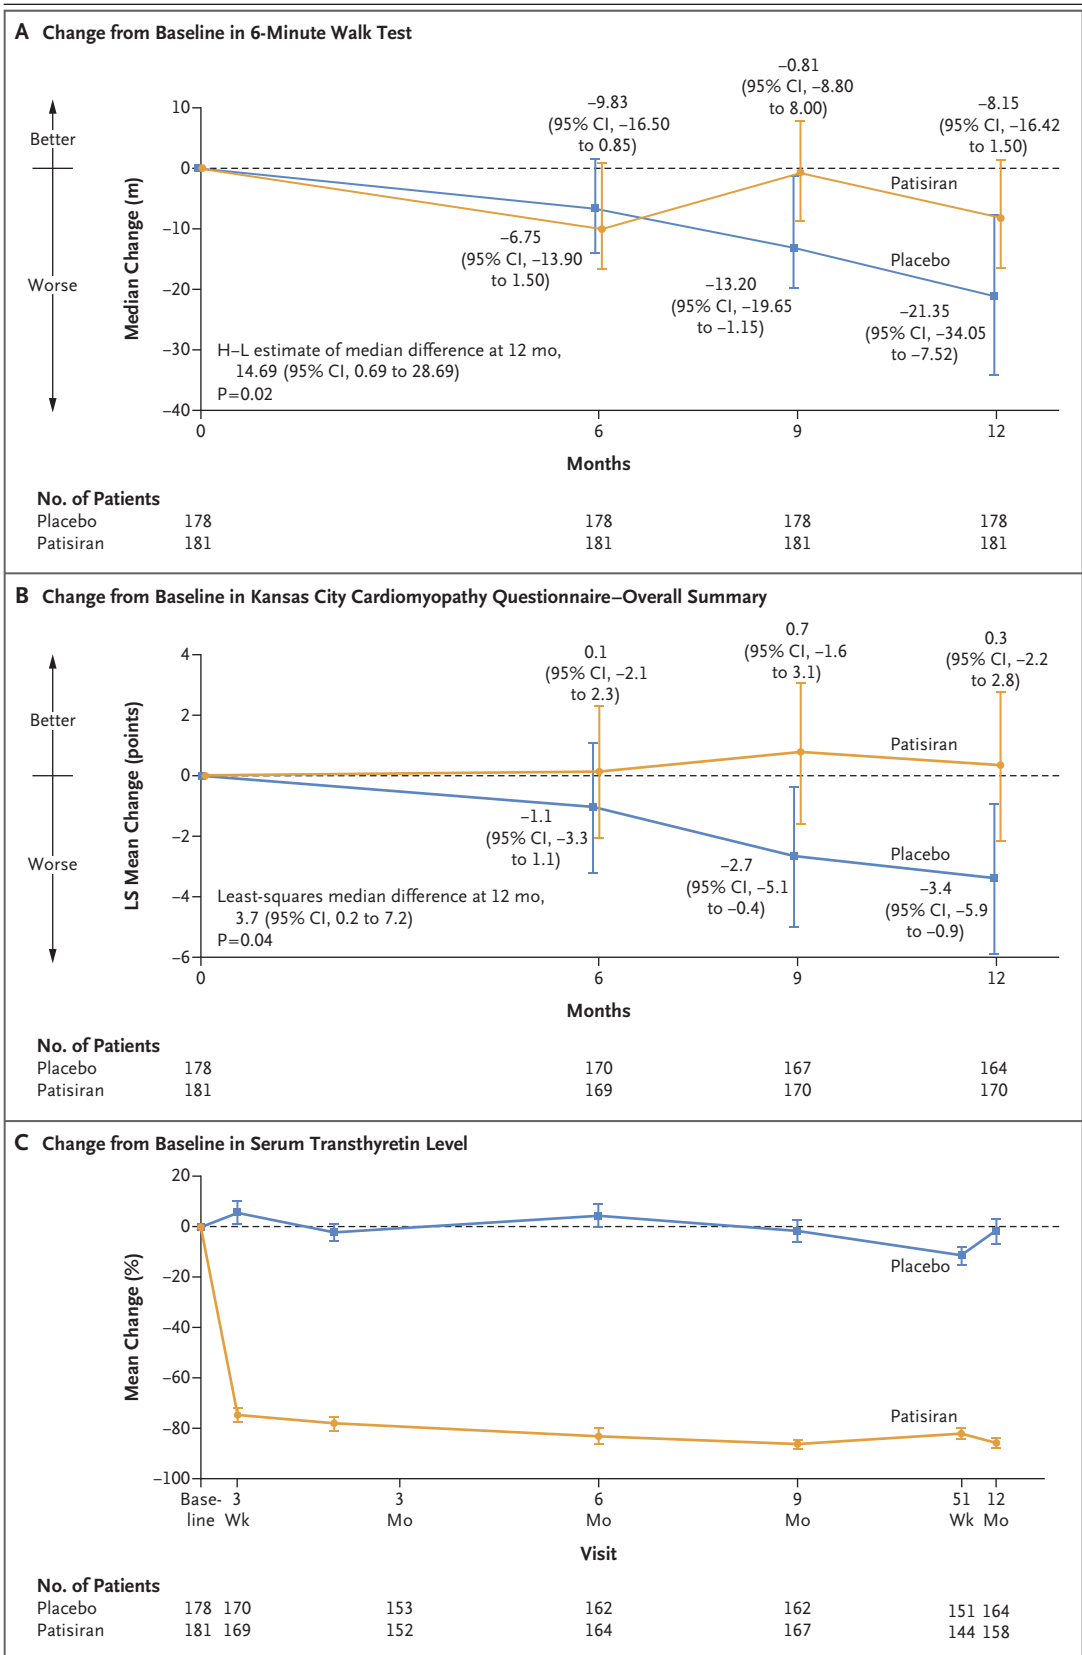 A Change from Baseline in 6-Minute Walk Test
Better
Worse
Median Change (m)
10
0
−10
−20
−30
−40
−9.83
(95% CI, −16.50
to 0.85)
−0.81
(95% CI, −8.80
to 8.00)
−8.15
(95% CI, −16.42
to 1.50)
Patisiran
Placebo
−6.75
(95% CI, −13.90
to 1.50)
−13.20
(95% CI, −19.65
to −1.15)
−21.35
(95% CI, −34.05
to −7.52)
H–L estimate of median difference at 12 mo,
14.69 (95% CI, 0.69 to 28.69)
P=0.02
0 6 9 12
Months
No. of Patients
Placebo 178 178 178 178
Patisiran 181 181 181 181
B Change from Baseline in Kansas City Cardiomyopathy Questionnaire–Overall Summary
Better
Worse
LS Mean Change (points)
4
2
0
−2
−4
−6
0.1
(95% CI, −2.1
to 2.3)
0.7
(95% CI, −1.6
to 3.1)
0.3
(95% CI, −2.2
to 2.8)
Patisiran
Placebo
−1.1
(95% CI, −3.3
to 1.1)
−2.7
(95% CI, −5.1
to −0.4)
−3.4
(95% CI, −5.9
to −0.9)
Least-squares median difference at 12 mo,
3.7 (95% CI, 0.2 to 7.2)
P=0.04
0 6 9 12
Months
No. of Patients
Placebo 178 170 167 164
Patisiran 181 169 170 170
C Change from Baseline in Serum Transthyretin Level
Mean Change (%)
20
0
−20
−40
−60
−80
−100
Placebo
Patisiran
Base- 3 3 6 9 51 12
line Wk Mo Mo Mo Wk Mo
Visit
No. of Patients
Placebo 178 170 153 162 162 151 164
Patisiran 181 169 152 164 167 144 158